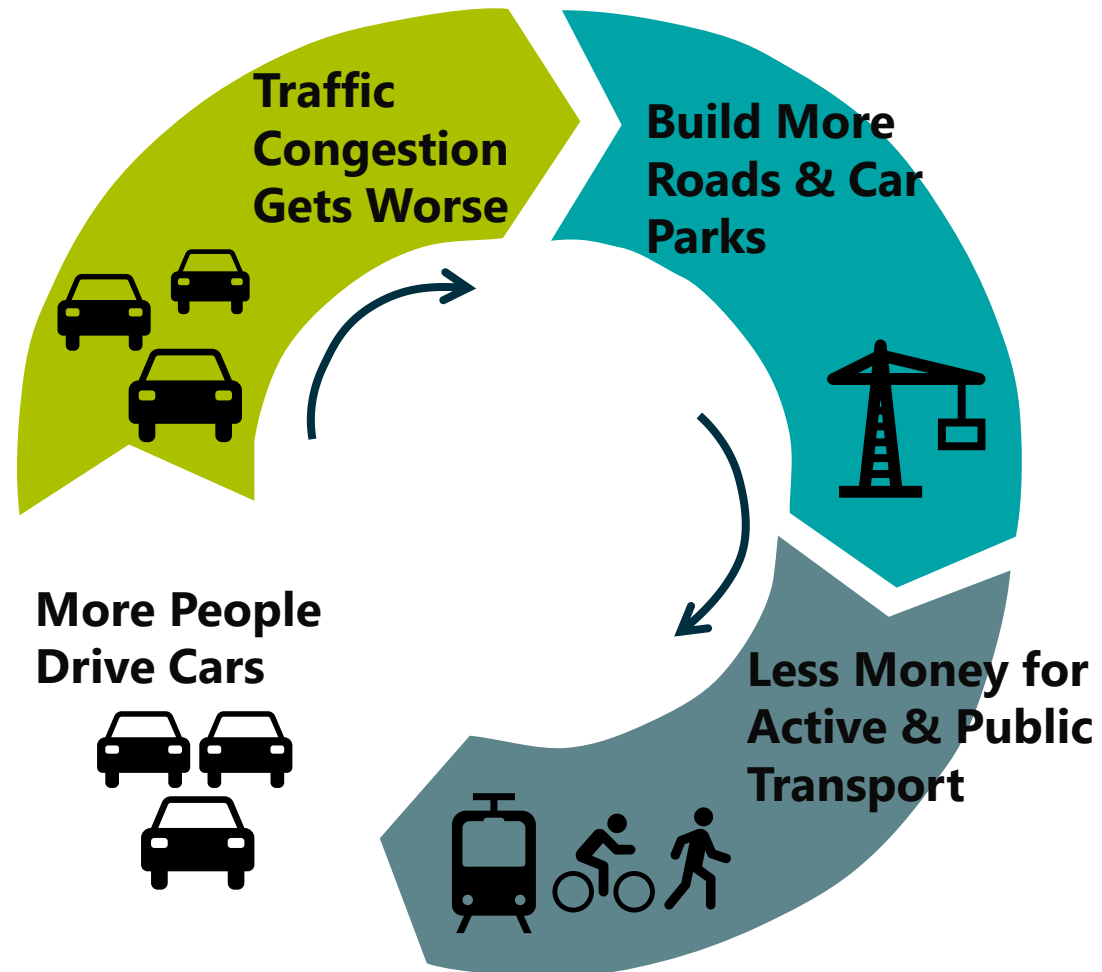 Traffic
Congestion
Gets Worse
Build More
Roads & Car
Parks
Less Money for
Active & Public
Transport
More People
Drive Cars